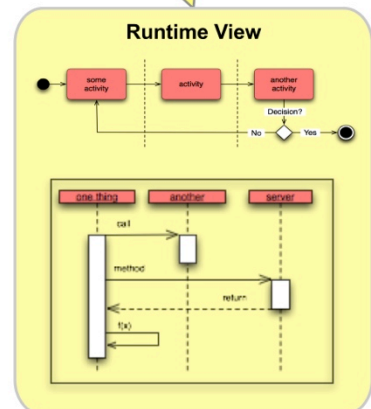 Runtime View
some
activity
activity
another
activity
Decision?
No
Yes
one thing
another
server
call
method
return
f(x)